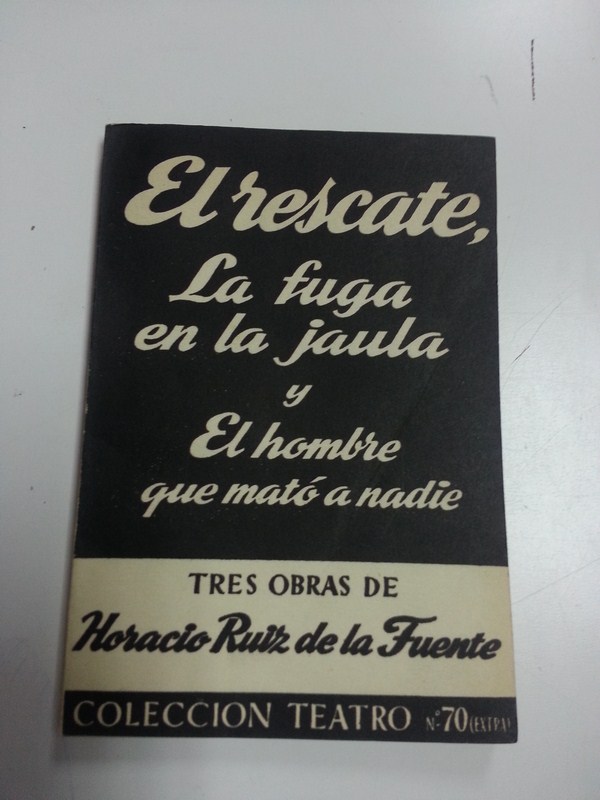 El rescate,
La fuga
en la jaula
y
El hombre
que mató a nadie
TRES OBRAS DE
Horacio Ruiz de la Fuente
COLECCION TEATRO Nº 70 (EXTRA)